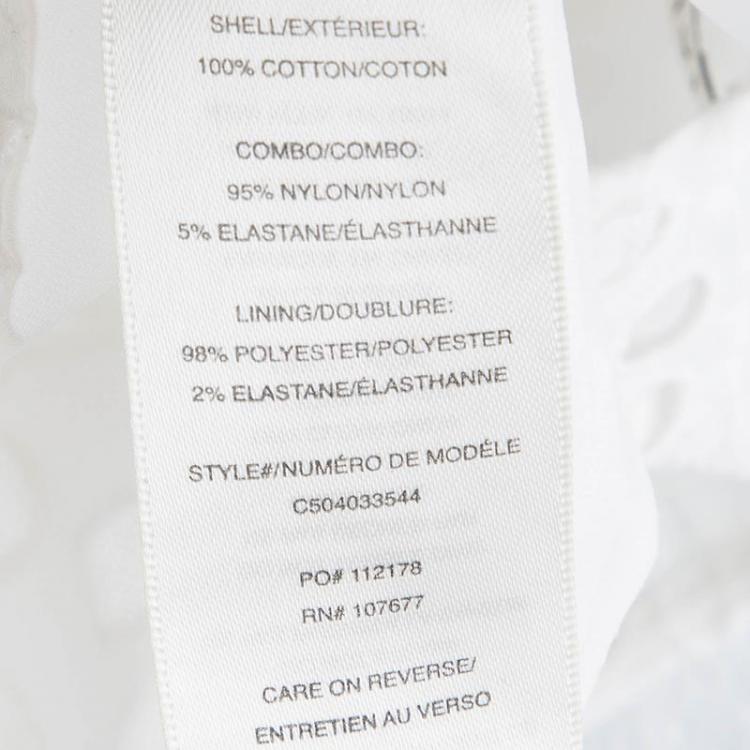 SHELL/EXTÉRIEUR:
100% COTTON/COTON
COMBO/COMBO:
95% NYLON/NYLON
5% ELASTANE/ÉLASTHANNE
LINING/DOUBLURE:
98% POLYESTER/POLYESTER
2% ELASTANE/ÉLASTHANNE
STYLE#/NUMÉRO DE MODÉLE
C504033544
PO# 112178
RN# 107677
CARE ON REVERSE/
ENTRETIEN AU VERSO